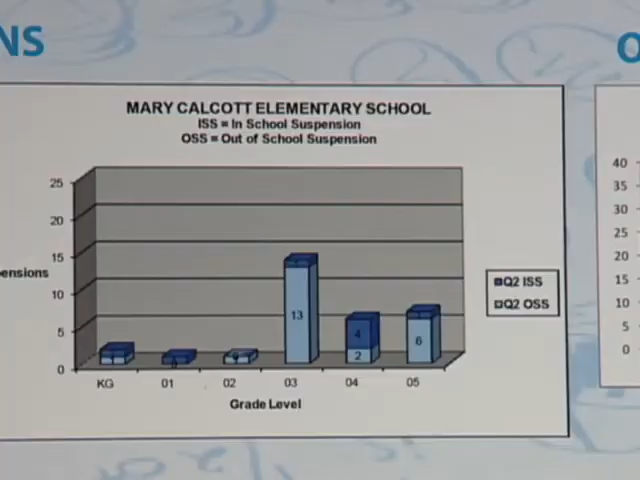 NS
O
MARY CALCOTT ELEMENTARY SCHOOL
ISS = In School Suspension
OSS = Out of School Suspension
25
20
15
10
5
0
ensions
13
4
2
6
KG 01 02 03 04 05
Grade Level
Q2 ISS
Q2 OSS
40
35
30
25
20
15
10
5
0